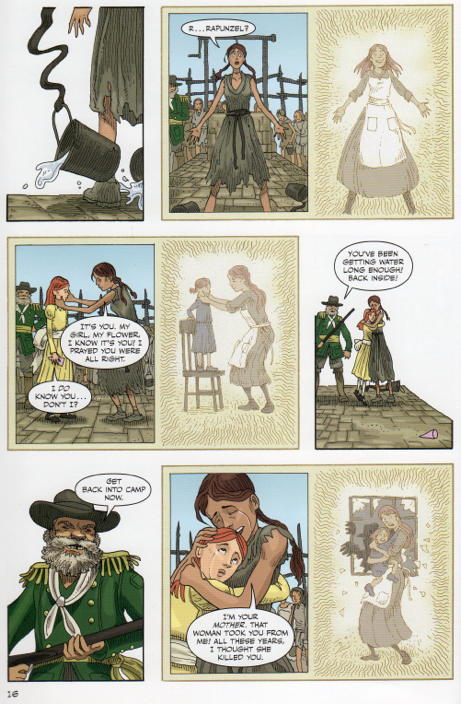 R...RAPUNZEL?
IT'S YOU. MY
GIRL, MY FLOWER,
I KNOW IT'S YOU! I
PRAYED YOU WERE
ALL RIGHT.
I DO
KNOW YOU...
DON'T I?
YOU'VE BEEN
GETTING WATER
LONG ENOUGH!
BACK INSIDE!
GET
BACK INTO CAMP
NOW.
I'M YOUR
MOTHER. THAT
WOMAN TOOK YOU FROM
ME! ALL THESE YEARS,
I THOUGHT SHE
KILLED YOU.
16